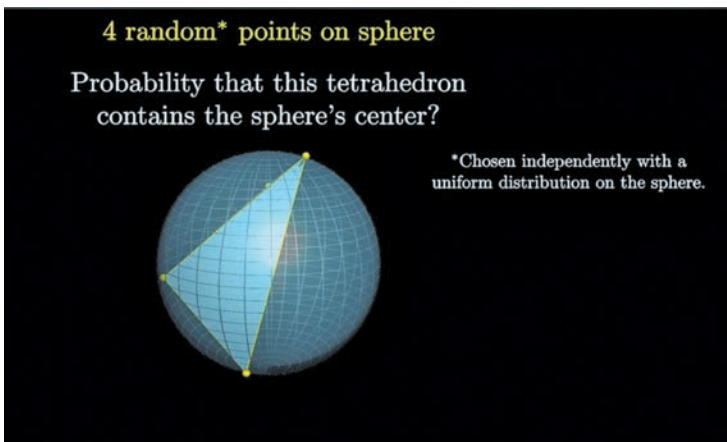 4 random* points on sphere
Probability that this tetrahedron
contains the sphere's center?
*Chosen independently with a
uniform distribution on the sphere.